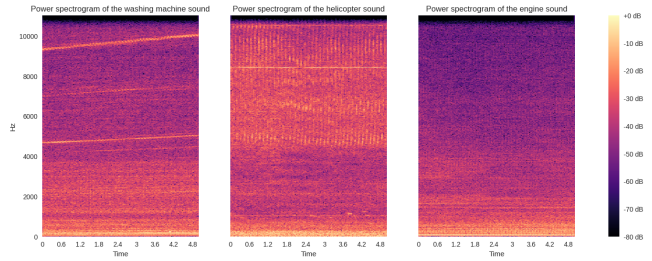 Power spectrogram of the washing machine sound
Power spectrogram of the helicopter sound
Power spectrogram of the engine sound
+0 dB
-10 dB
-20 dB
-30 dB
-40 dB
-50 dB
-60 dB
-70 dB
-80 dB
Hz
10000
8000
6000
4000
2000
0
0 0.6 1.2 1.8 2.4 3 3.6 4.2 4.8
0 0.6 1.2 1.8 2.4 3 3.6 4.2 4.8
0 0.6 1.2 1.8 2.4 3 3.6 4.2 4.8
Time
Time
Time